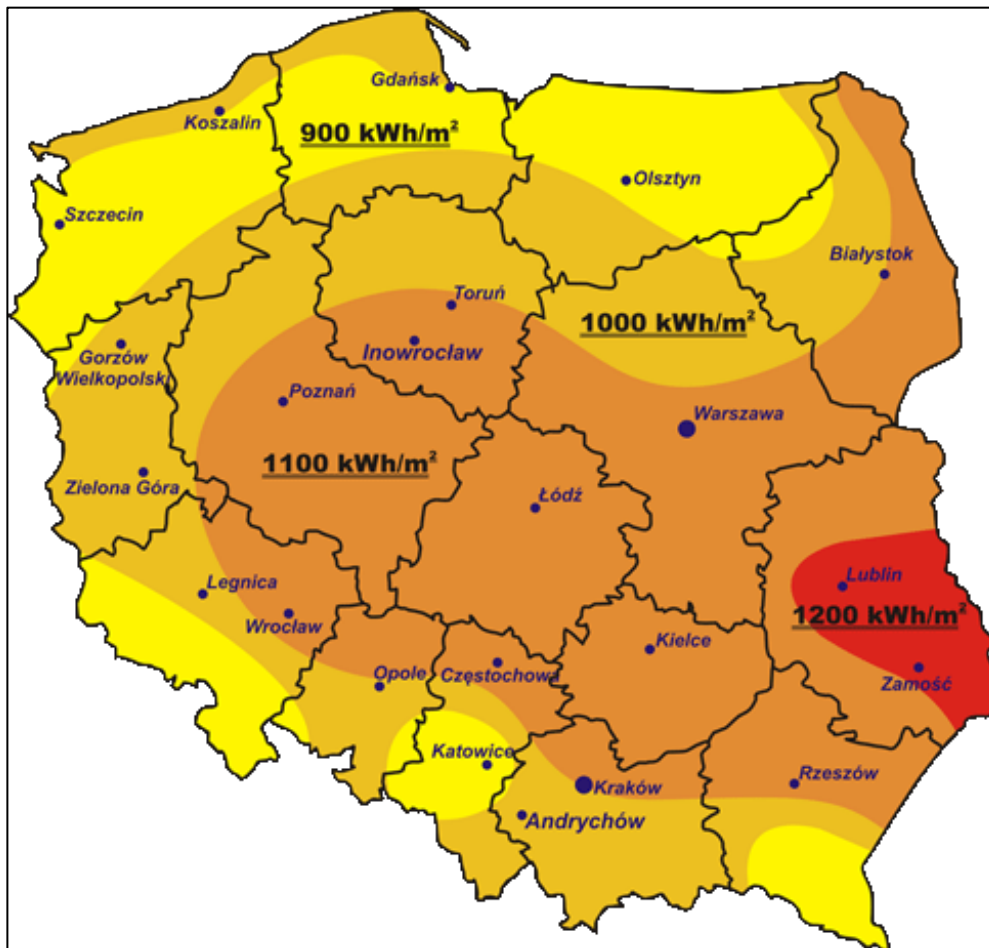 Gdańsk
Koszalin
900 kWh/m²
Olsztyn
Szczecin
Białystok
Toruń
1000 kWh/m²
Inowrocław
Gorzów
Wielkopolski
Poznań
Warszawa
1100 kWh/m²
Zielona Góra
Łódź
Legnica
Lublin
Wrocław
1200 kWh/m²
Kielce
Opole
Częstochowa
Zamość
Katowice
Rzeszów
Kraków
Andrychów